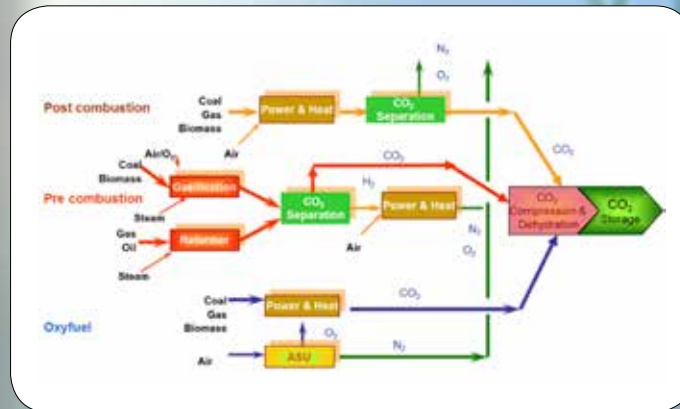 N₂
O₂
Post combustion
Coal
Gas
Biomass
Power & Heat
CO₂
Separation
Air
CO₂
Air/O₂
Coal
Biomass
Gasification
CO₂
Pre combustion
Steam
H₂
CO₂
Separation
Power & Heat
N₂
O₂
CO₂
Compression &
Dehydration
CO₂
Storage
Gas
Oil
Reformer
Air
Steam
Coal
Gas
Biomass
Power & Heat
CO₂
Oxyfuel
O₂
Air
ASU
N₂